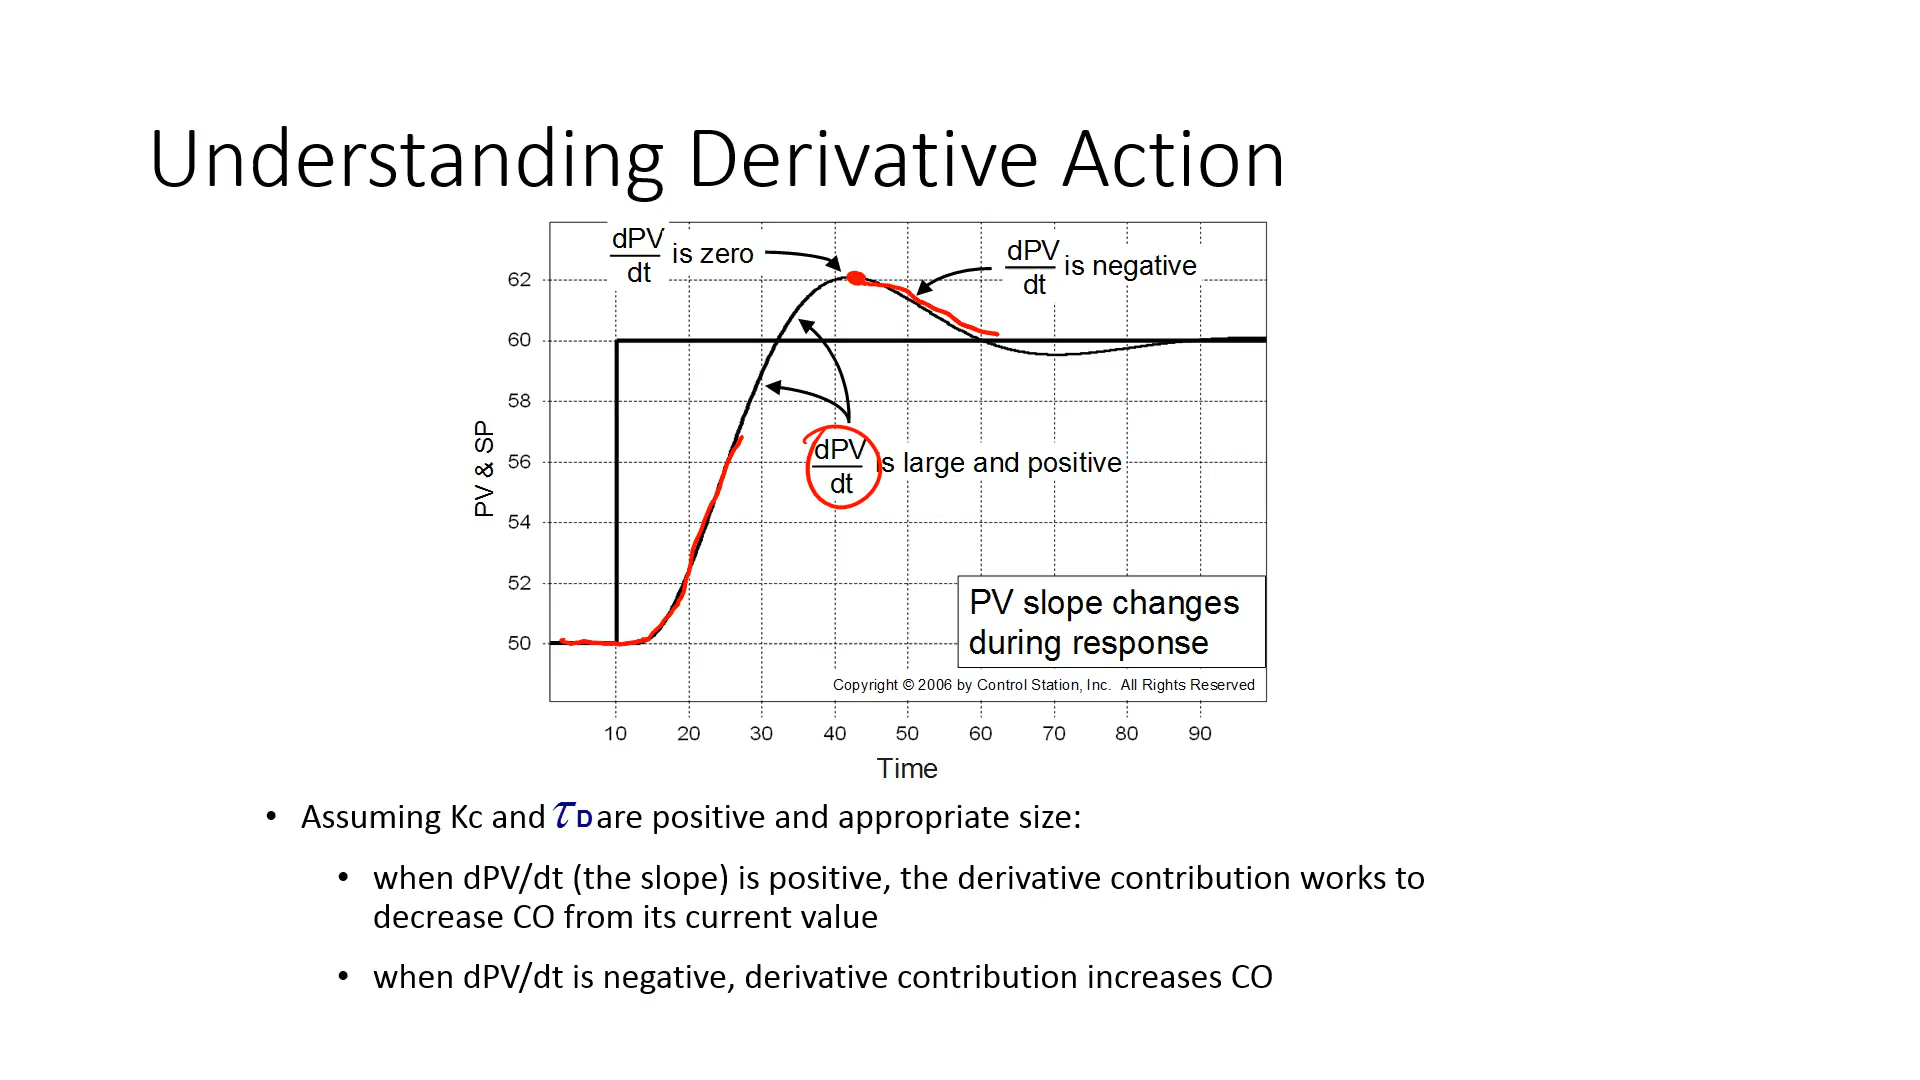 Understanding Derivative Action
dPV
dt
is zero
dPV
dt
is negative
62
60
58
56
54
52
50
PV & SP
dPV
dt
is large and positive
PV slope changes
during response
Copyright © 2006 by Control Station, Inc.  All Rights Reserved
10 20 30 40 50 60 70 80 90
Time
• Assuming Kc and τD are positive and appropriate size:
• when dPV/dt (the slope) is positive, the derivative contribution works to
decrease CO from its current value
• when dPV/dt is negative, derivative contribution increases CO